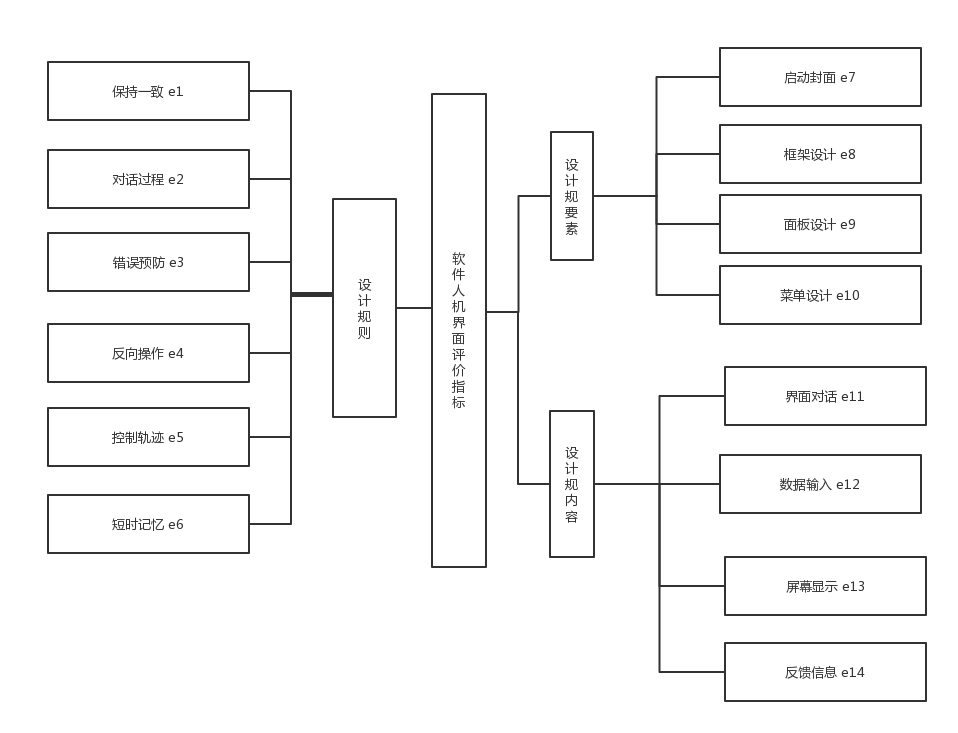 保持一致 e1
对话过程 e2
错误预防 e3
反向操作 e4
控制轨迹 e5
短时记忆 e6
设计规则
软件人机界面评价指标
设计规要素
设计规内容
启动封面 e7
框架设计 e8
面板设计 e9
菜单设计 e10
界面对话 e11
数据输入 e12
屏幕显示 e13
反馈信息 e14